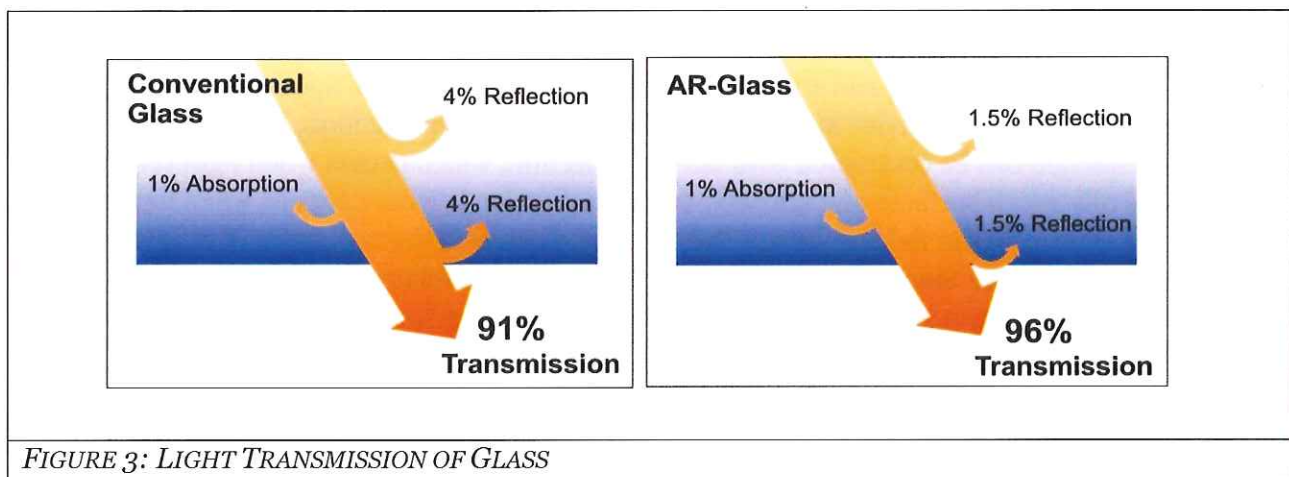 Conventional
Glass
4% Reflection
1% Absorption
4% Reflection
91%
Transmission
AR-Glass
1.5% Reflection
1% Absorption
1.5% Reflection
96%
Transmission
FIGURE 3: LIGHT TRANSMISSION OF GLASS